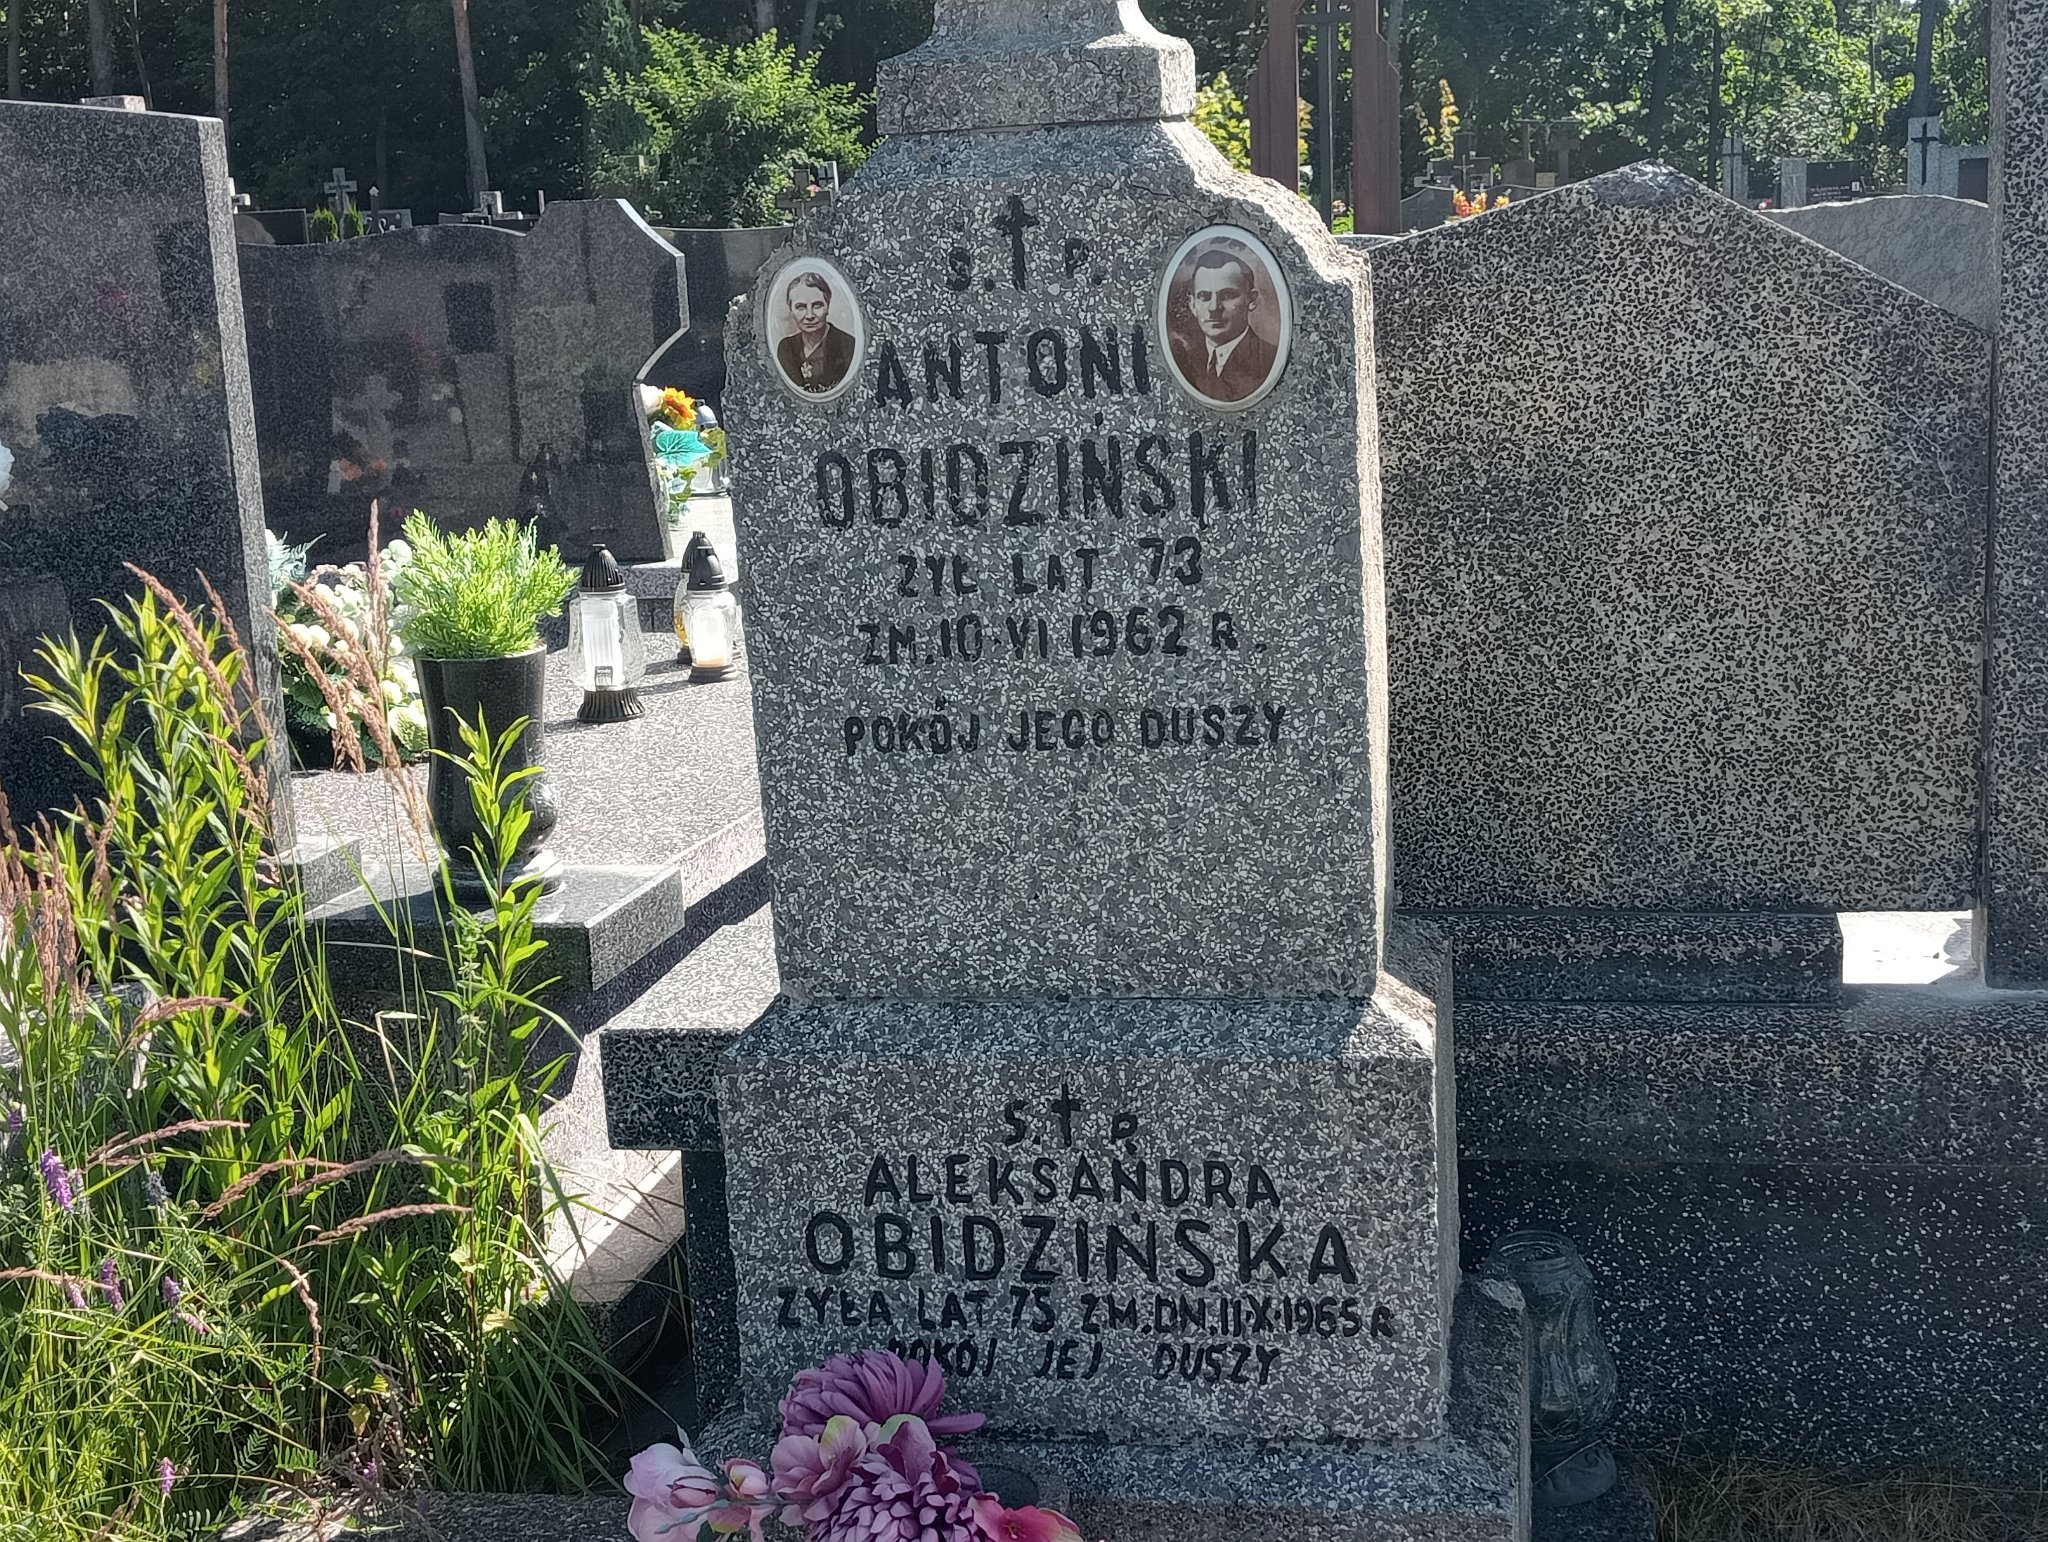 S. P.
ANTONI
OBIDZIŃSKI
ŻYŁ LAT 73
ZM. 10·VI 1962 R.
POKÓJ JEGO DUSZY
S. P.
ALEKSANDRA
OBIDZIŃSKA
ŻYŁA LAT 75 ZM.DN.11·X·1965 R
POKÓJ JEJ DUSZY